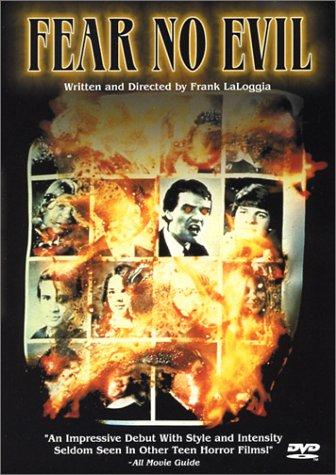 FEAR NO EVIL
Written and Directed by Frank LaLoggia
"An Impressive Debut With Style and Intensity
Seldom Seen In Other Teen Horror Films!"
-All Movie Guide
DVD